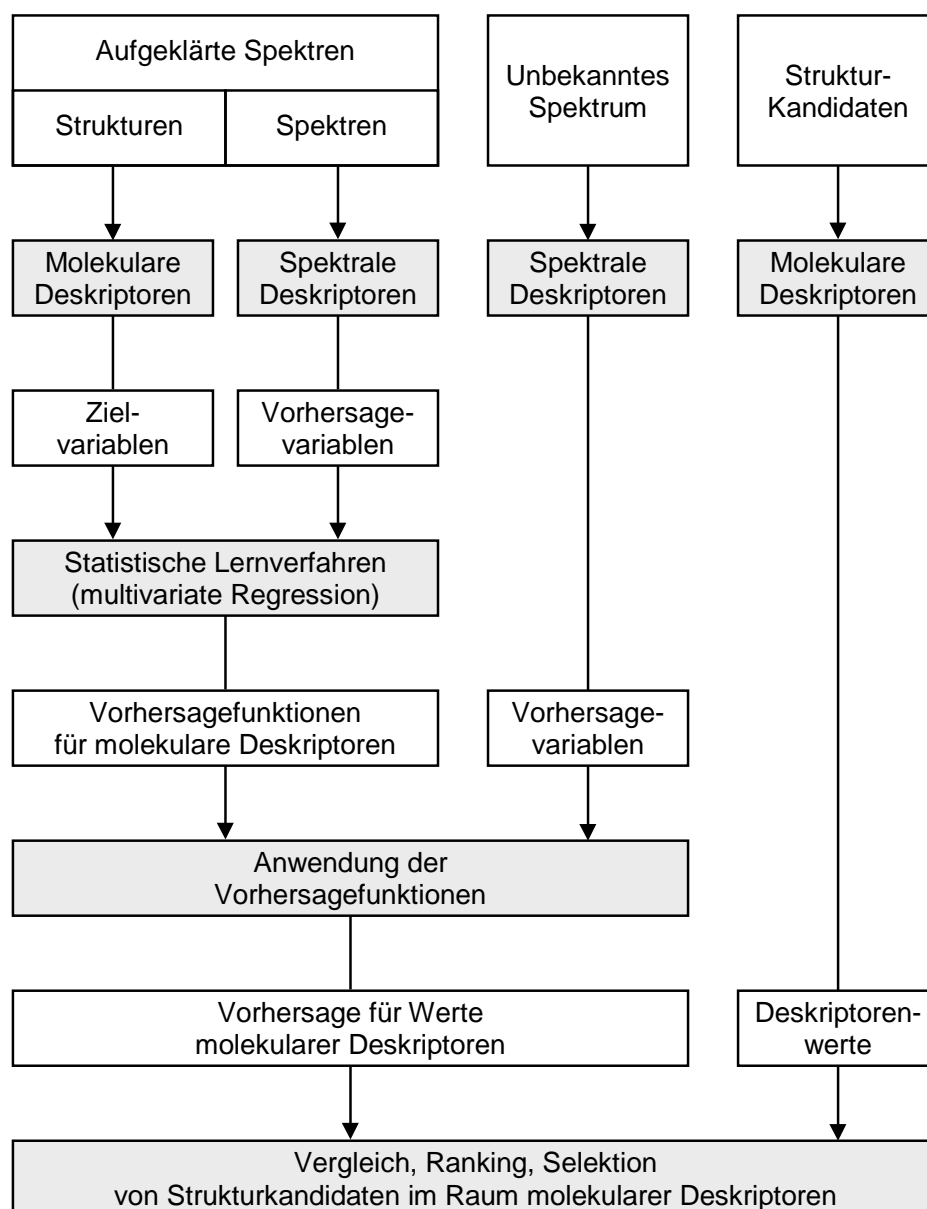 Aufgeklärte Spektren
Strukturen
Spektren
Unbekanntes
Spektrum
Struktur-
Kandidaten
Molekulare
Deskriptoren
Spektrale
Deskriptoren
Spektrale
Deskriptoren
Molekulare
Deskriptoren
Ziel-
variablen
Vorhersage-
variablen
Statistische Lernverfahren
(multivariate Regression)
Vorhersagefunktionen
für molekulare Deskriptoren
Vorhersage-
variablen
Anwendung der
Vorhersagefunktionen
Vorhersage für Werte
molekularer Deskriptoren
Deskriptoren-
werte
Vergleich, Ranking, Selektion
von Strukturkandidaten im Raum molekularer Deskriptoren